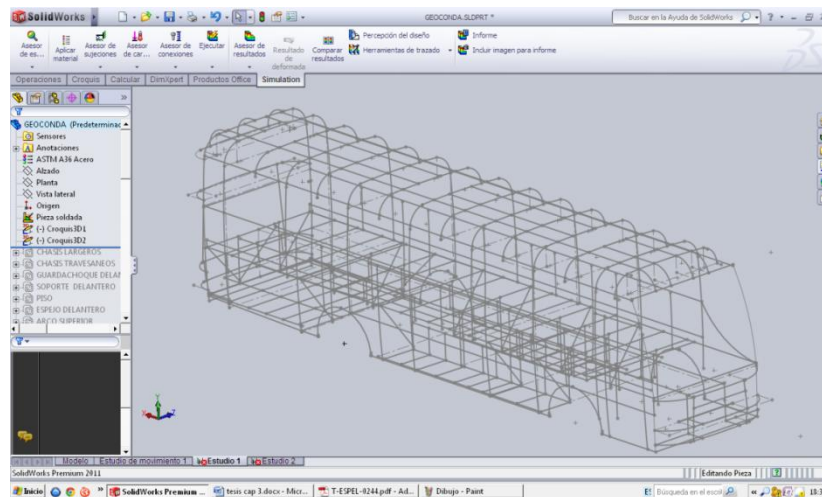 SolidWorks
GEOCONDA.SLDPRT *
Buscar en la Ayuda de SolidWorks
Asesor de es...
Aplicar material
Asesor de sujeciones
Asesor de car...
Asesor de conexiones
Ejecutar
Asesor de resultados
Resultado de deformada
Comparar resultados
Percepción del diseño
Herramientas de trazado
Informe
Incluir imagen para informe
Operaciones Croquis Calcular DimXpert Productos Office Simulation
GEOCONDA (Predeterminac
Sensores
Anotaciones
ASTM A36 Acero
Alzado
Planta
Vista lateral
Origen
Pieza soldada
(-) Croquis3D1
(-) Croquis3D2
CHASIS LARGEROS
CHASIS TRAVESANEOS
GUARDACHOQUE DELAN
SOPORTE DELANTERO
PISO
ESPEJO DELANTERO
ARCO SUPERIOR
Modelo Estudio de movimiento 1 Estudio 1 Estudio 2
SolidWorks Premium 2011
Editando Pieza
Inicio
SolidWorks Premium ...
tesis cap 3.docx - Micr...
T-ESPEL-0244.pdf - Ad...
Dibujo - Paint
Búsqueda en el escri